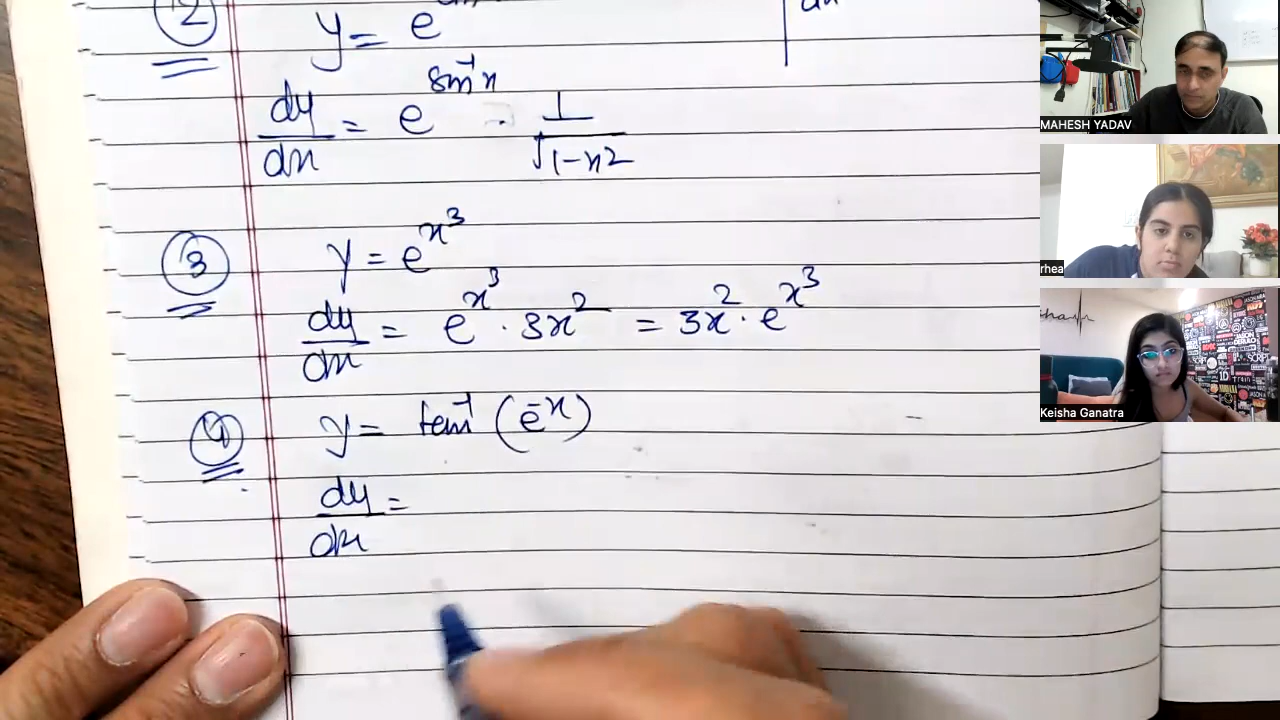 2 y = e
dy/dx = e^sin⁻¹x · 1/√1-x2
3 y = e^x³
dy/dx = e^x³ · 3x² = 3x² · e^x³
4 y = tan⁻¹ (e⁻ˣ)
dy/dx =
MAHESH YADAV
rhea
Keisha Ganatra